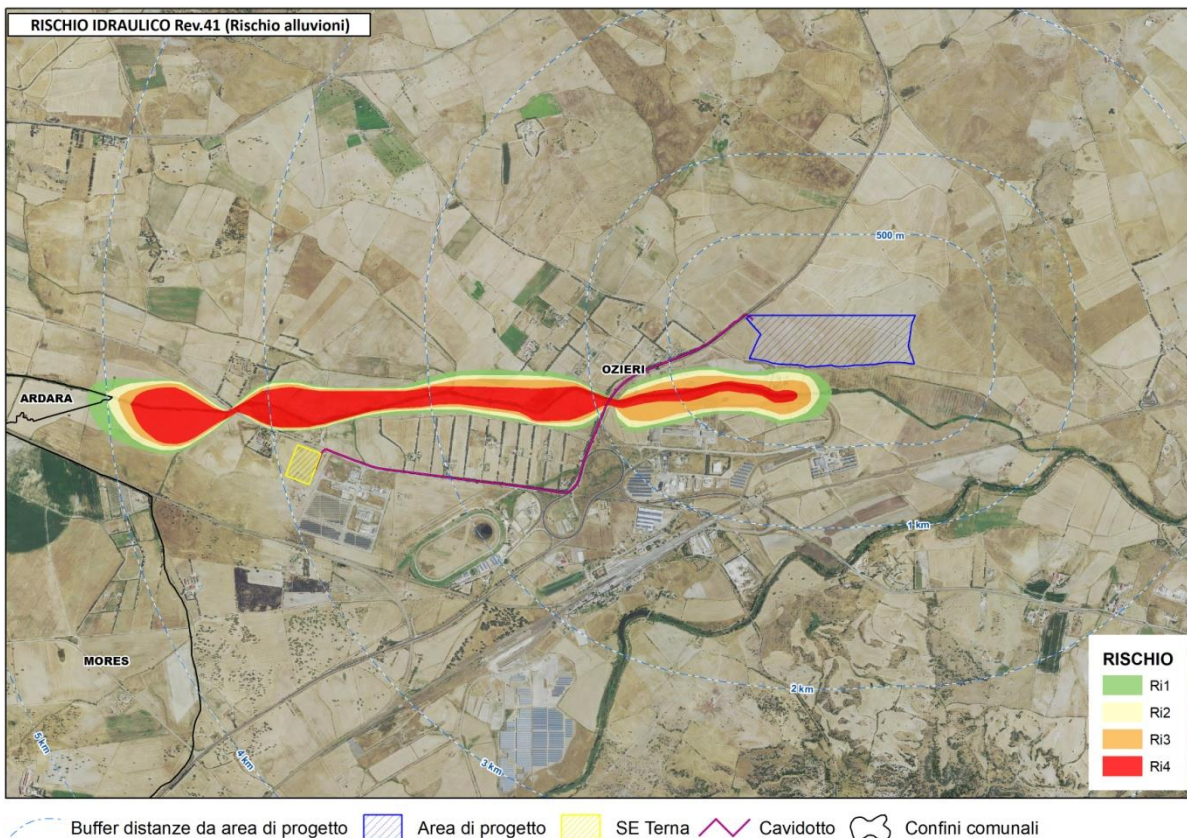 RISCHIO IDRAULICO Rev.41 (Rischio alluvioni)
500 m
OZIERI
ARDARA
1 km
MORES
2 km
5 km
4 km
3 km
RISCHIO
Ri1
Ri2
Ri3
Ri4
Buffer distanze da area di progetto
Area di progetto
SE Terna
Cavidotto
Confini comunali